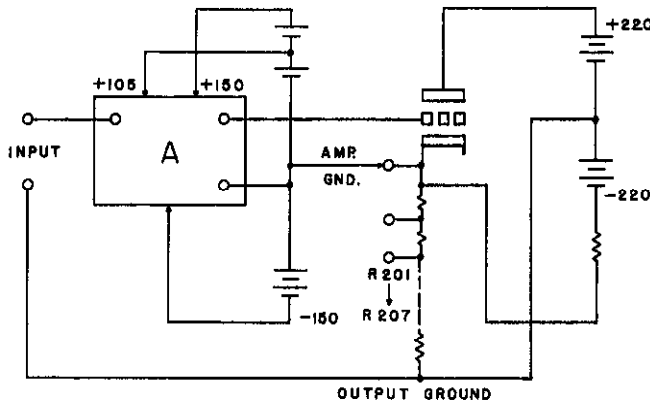 +220
+105
+150
INPUT
A
AMP.
GND.
-220
R201
R207
-150
OUTPUT GROUND